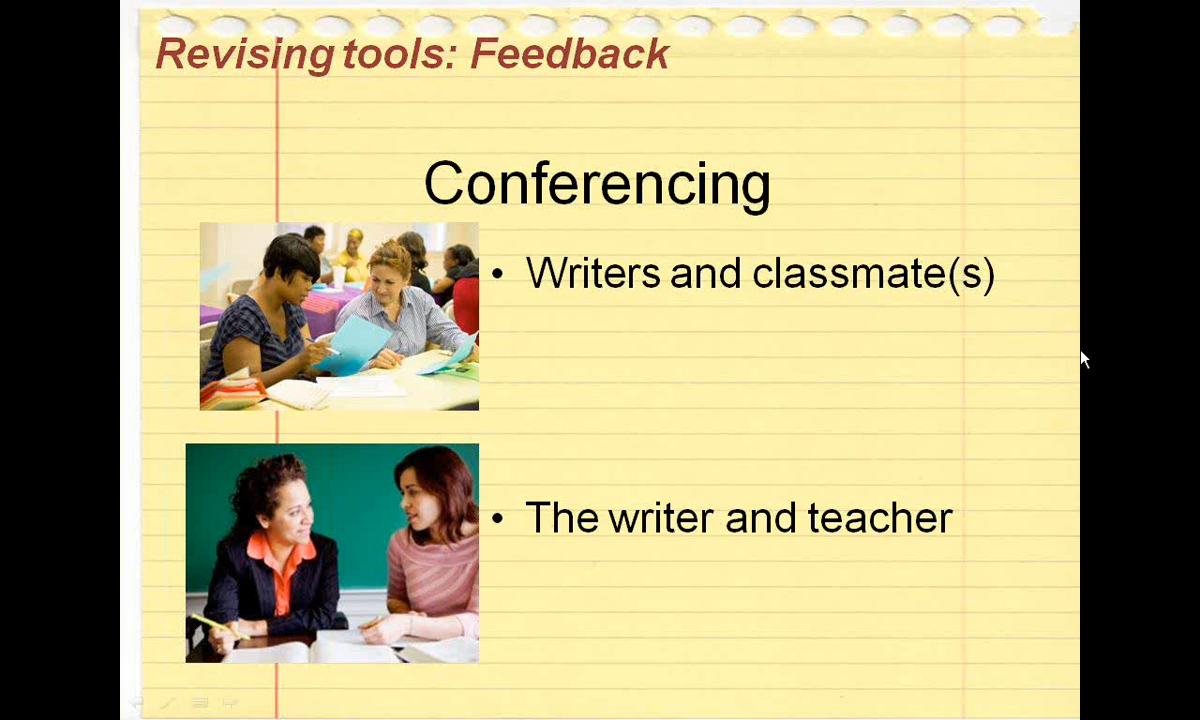 Revising tools: Feedback
Conferencing
• Writers and classmate(s)
• The writer and teacher